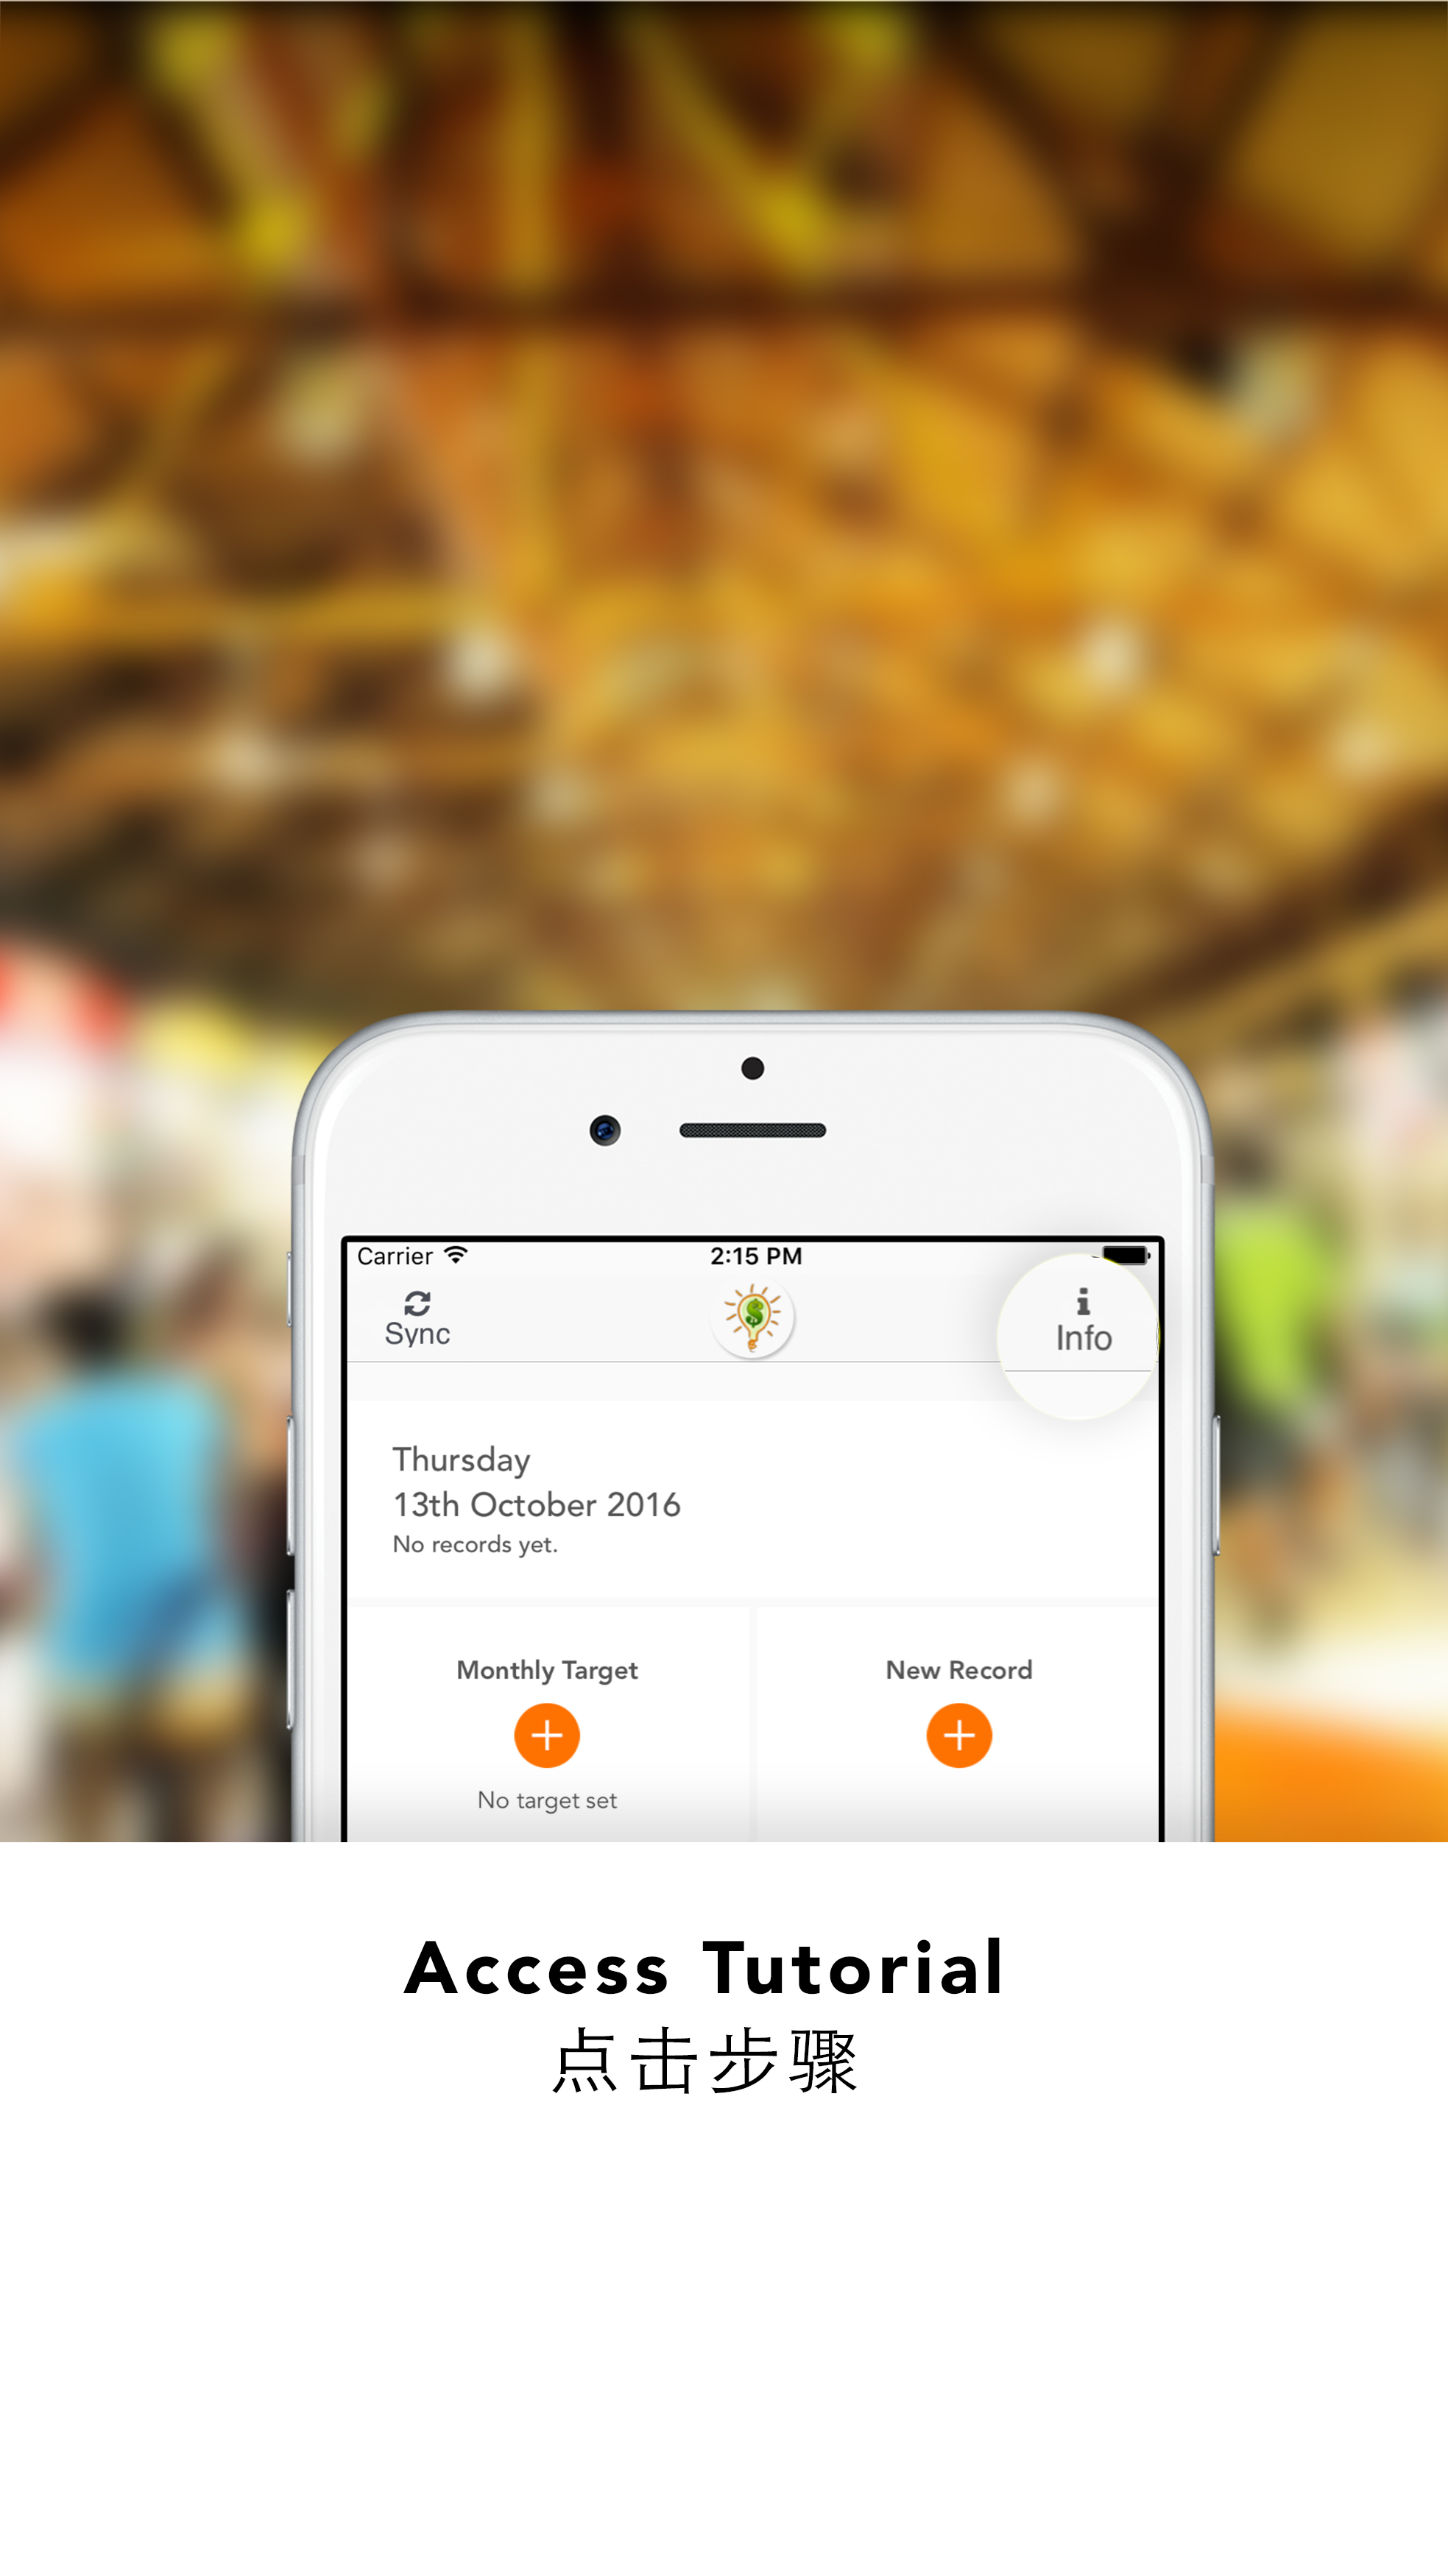 Carrier 2:15 PM
Sync
Info
Thursday
13th October 2016
No records yet.
Monthly Target
New Record
No target set
Access Tutorial
点击步骤